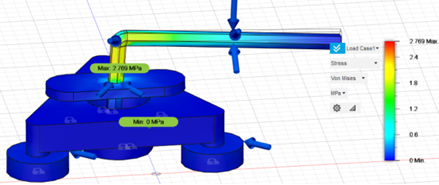 Load Case1
2.769 Max.
Stress
2.4
Von Mises
1.8
MPa
1.2
0.6
0 Min.
Max: 2.769 MPa
Min: 0 MPa